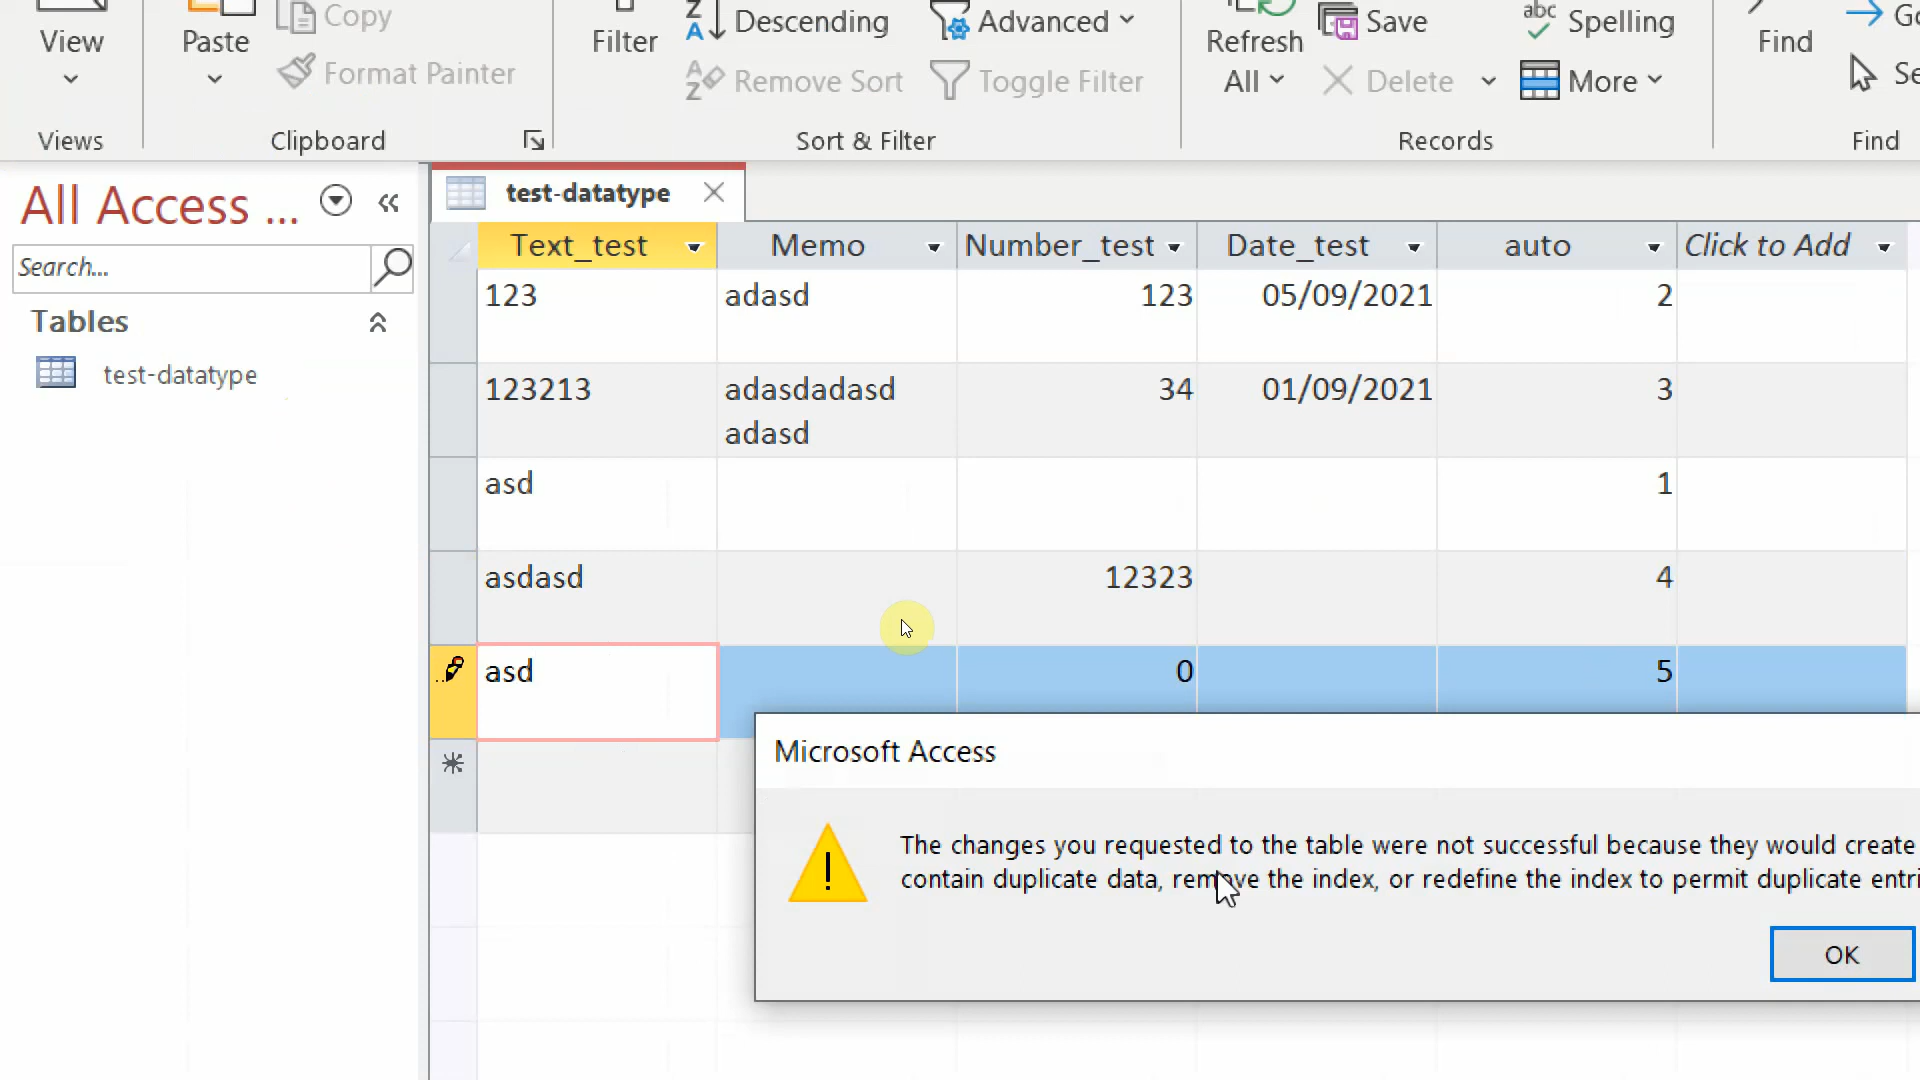 View
Paste
Copy
Format Painter
Filter
Descending
Remove Sort
Advanced
Toggle Filter
Refresh
All
Save
Delete
Spelling
More
Find
Views
Clipboard
Sort & Filter
Records
Find
All Access ...
Search...
Tables
test-datatype
test-datatype
Text_test Memo Number_test Date_test auto Click to Add
123 adasd 123 05/09/2021 2
123213 adasdadasd 34 01/09/2021 3
adasd
asd 1
asdasd 12323 4
asd 0 5
Microsoft Access
The changes you requested to the table were not successful because they would create
contain duplicate data, remove the index, or redefine the index to permit duplicate
OK